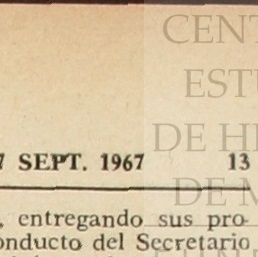 CENT
ESTU
DE HI
DE M
7 SEPT. 1967 13
, entregando sus pro-
onducto del Secretario